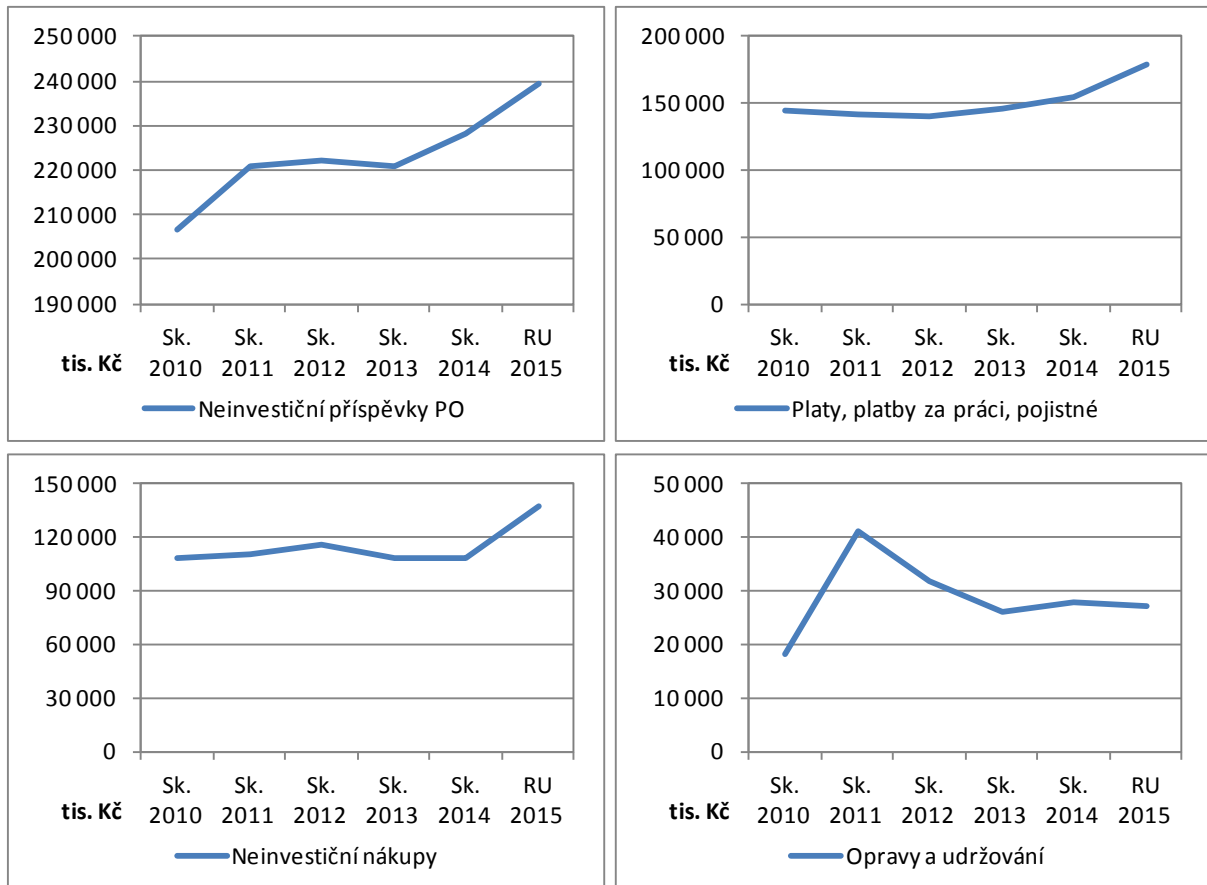 250 000
240 000
230 000
220 000
210 000
200 000
190 000
Sk. Sk. Sk. Sk. Sk. RU
tis. Kč 2010 2011 2012 2013 2014 2015
Neinvestiční příspěvky PO
200 000
150 000
100 000
50 000
0
Sk. Sk. Sk. Sk. Sk. RU
tis. Kč 2010 2011 2012 2013 2014 2015
Platy, platby za práci, pojistné
150 000
120 000
90 000
60 000
30 000
0
Sk. Sk. Sk. Sk. Sk. RU
tis. Kč 2010 2011 2012 2013 2014 2015
Neinvestiční nákupy
50 000
40 000
30 000
20 000
10 000
0
Sk. Sk. Sk. Sk. Sk. RU
tis. Kč 2010 2011 2012 2013 2014 2015
Opravy a udržování